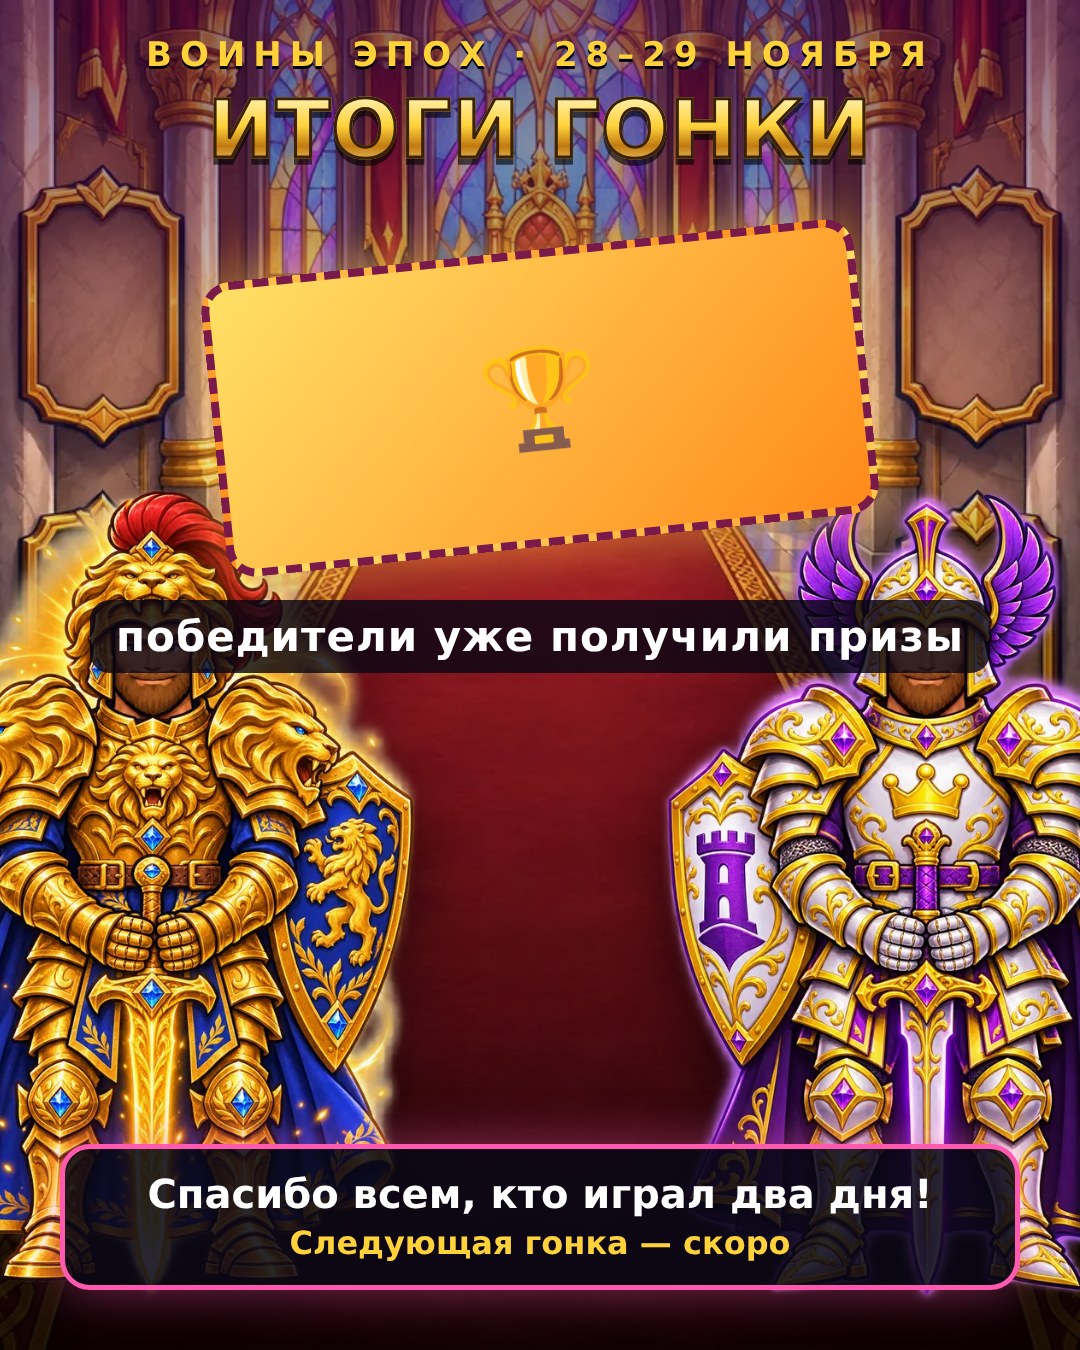 ВОИНЫ ЭПОХ · 28–29 НОЯБРЯ
ИТОГИ ГОНКИ
победители уже получили призы
Спасибо всем, кто играл два дня!
Следующая гонка — скоро